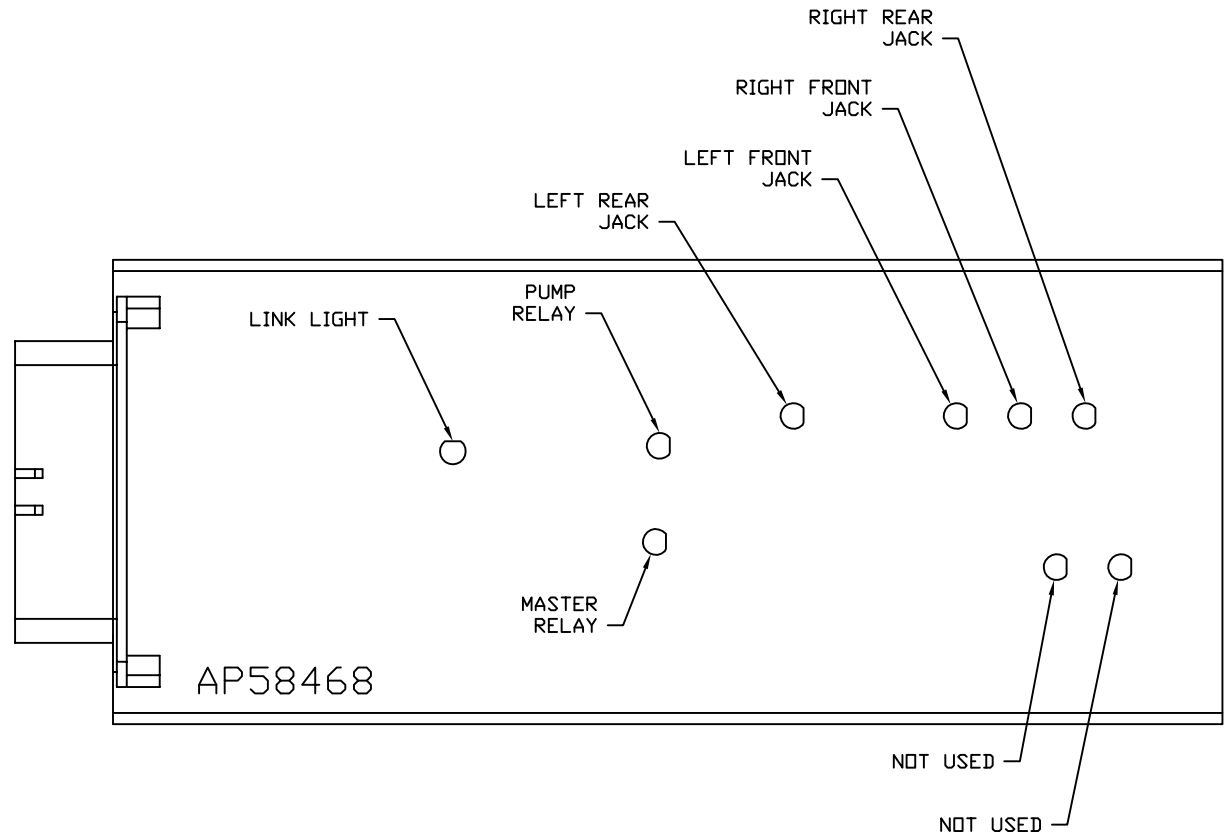 RIGHT REAR
JACK
RIGHT FRONT
JACK
LEFT FRONT
JACK
LEFT REAR
JACK
PUMP
RELAY
LINK LIGHT
MASTER
RELAY
AP58468
NOT USED
NOT USED